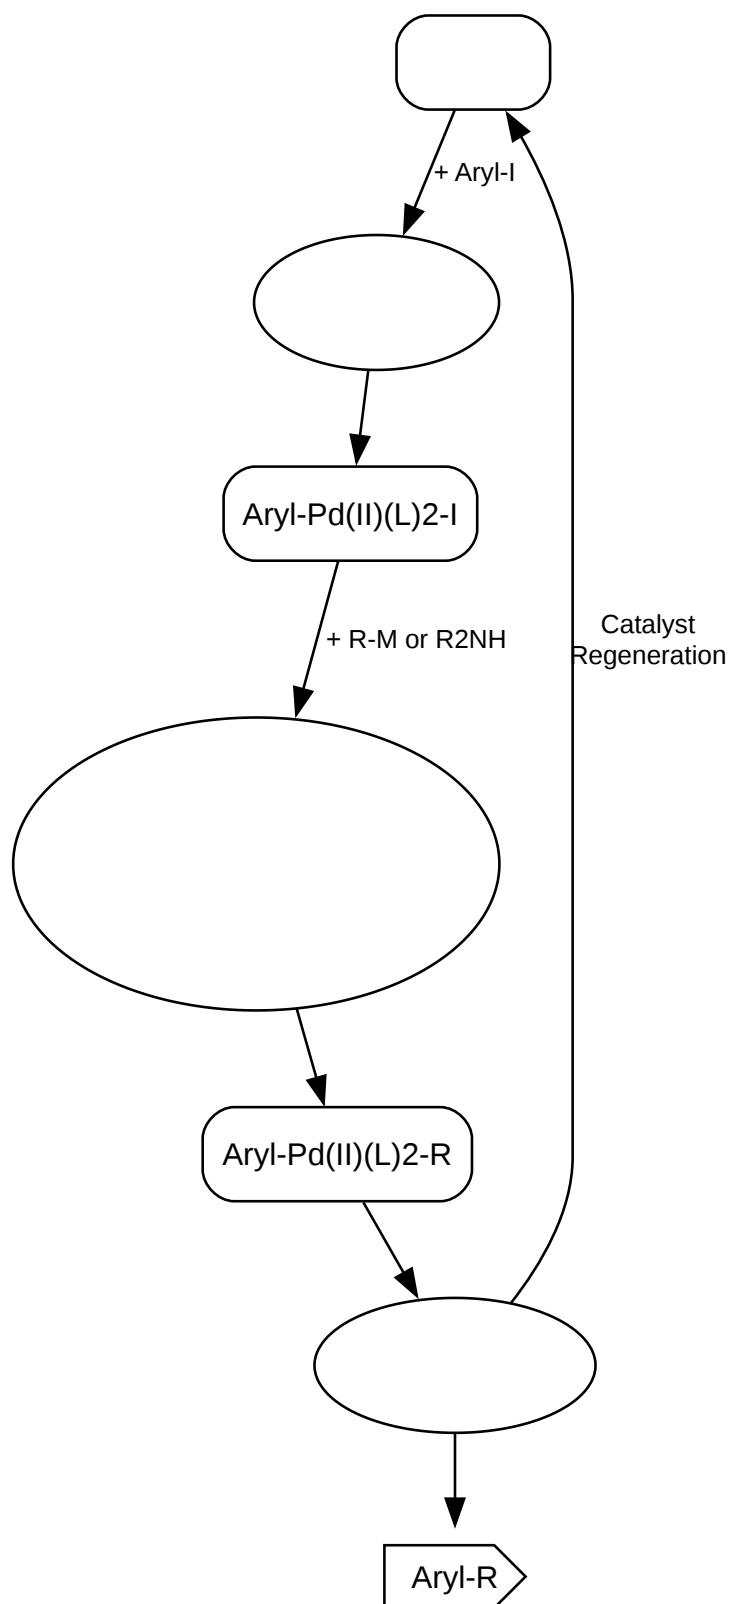 + Aryl-I
Aryl-Pd(II)(L)2-I
+ R-M or R2NH
Catalyst
Regeneration
Aryl-Pd(II)(L)2-R
Aryl-R